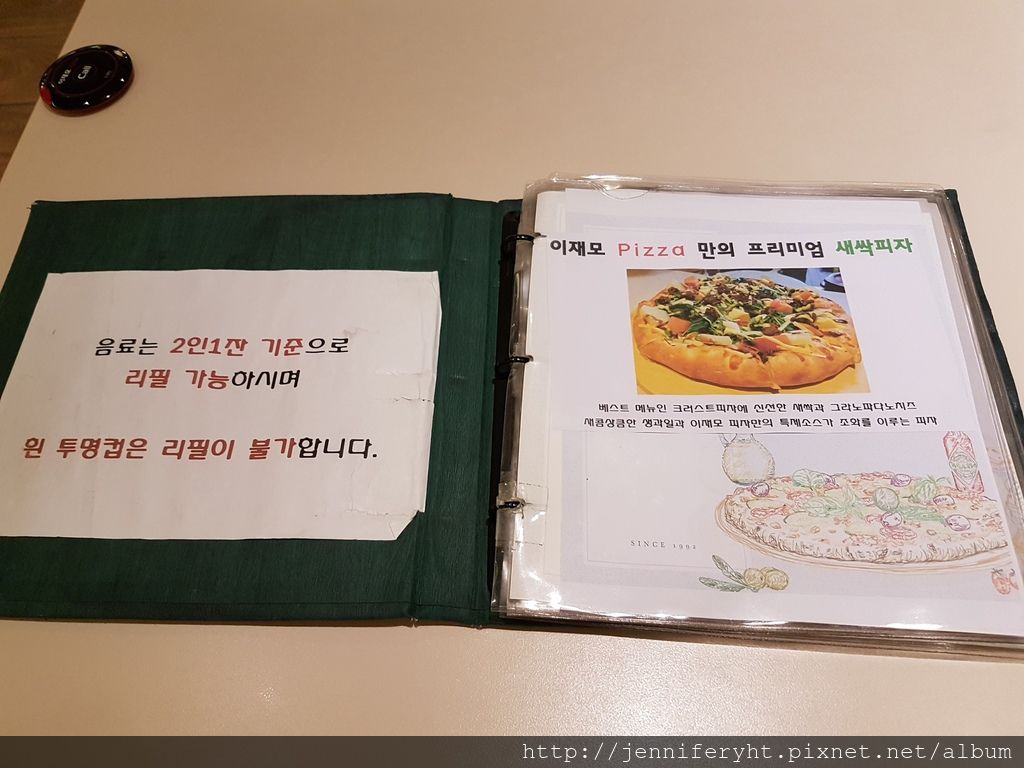 Call
음료는 2인1잔 기준으로
리필 가능하시며
흰 투명컵은 리필이 불가합니다.
이재모 Pizza 만의 프리미엄 새싹피자
베스트 메뉴인 크러스트피자에 신선한 새싹과 그라노파다노치즈
새콤상큼한 생과일과 이재모 피자만의 특제소스가 조화를 이루는 피자
SINCE 1992
http://jenniferyht.pixnet.net/album